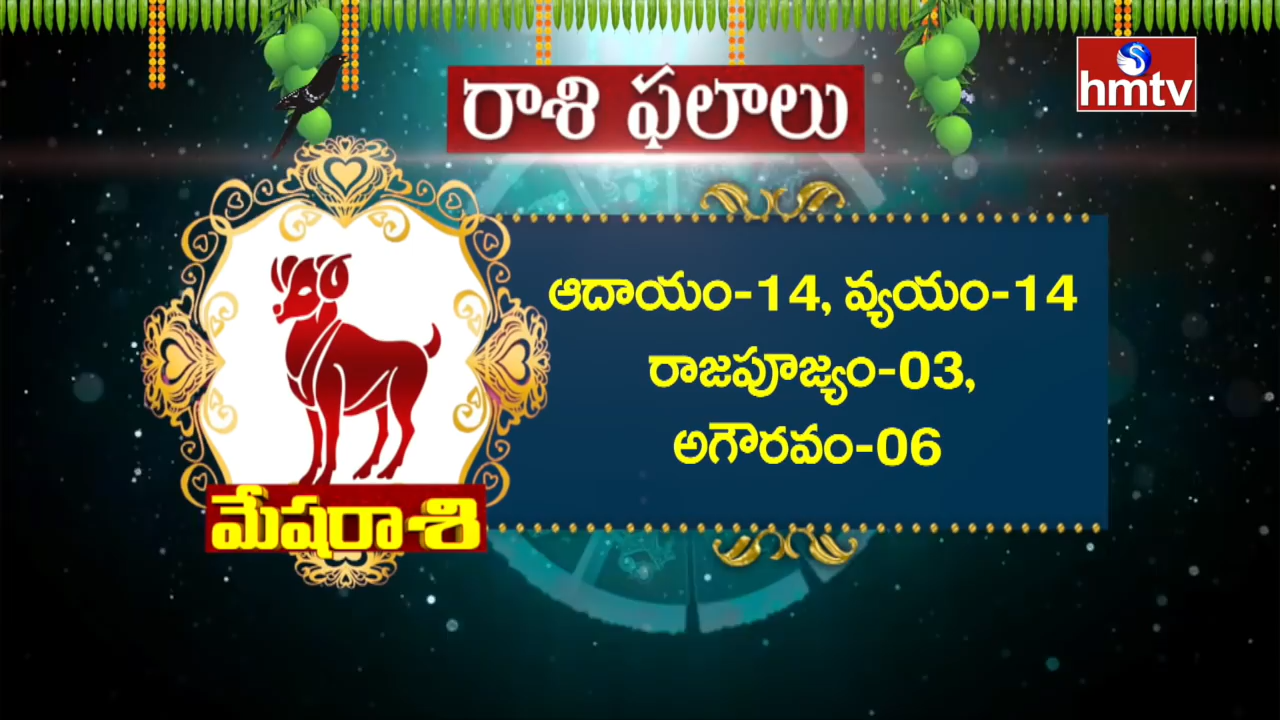 రాశి ఫలాలు
hmtv
ఆదాయం-14, వ్యయం-14
రాజపూజ్యం-03,
అగౌరవం-06
మేషరాశి